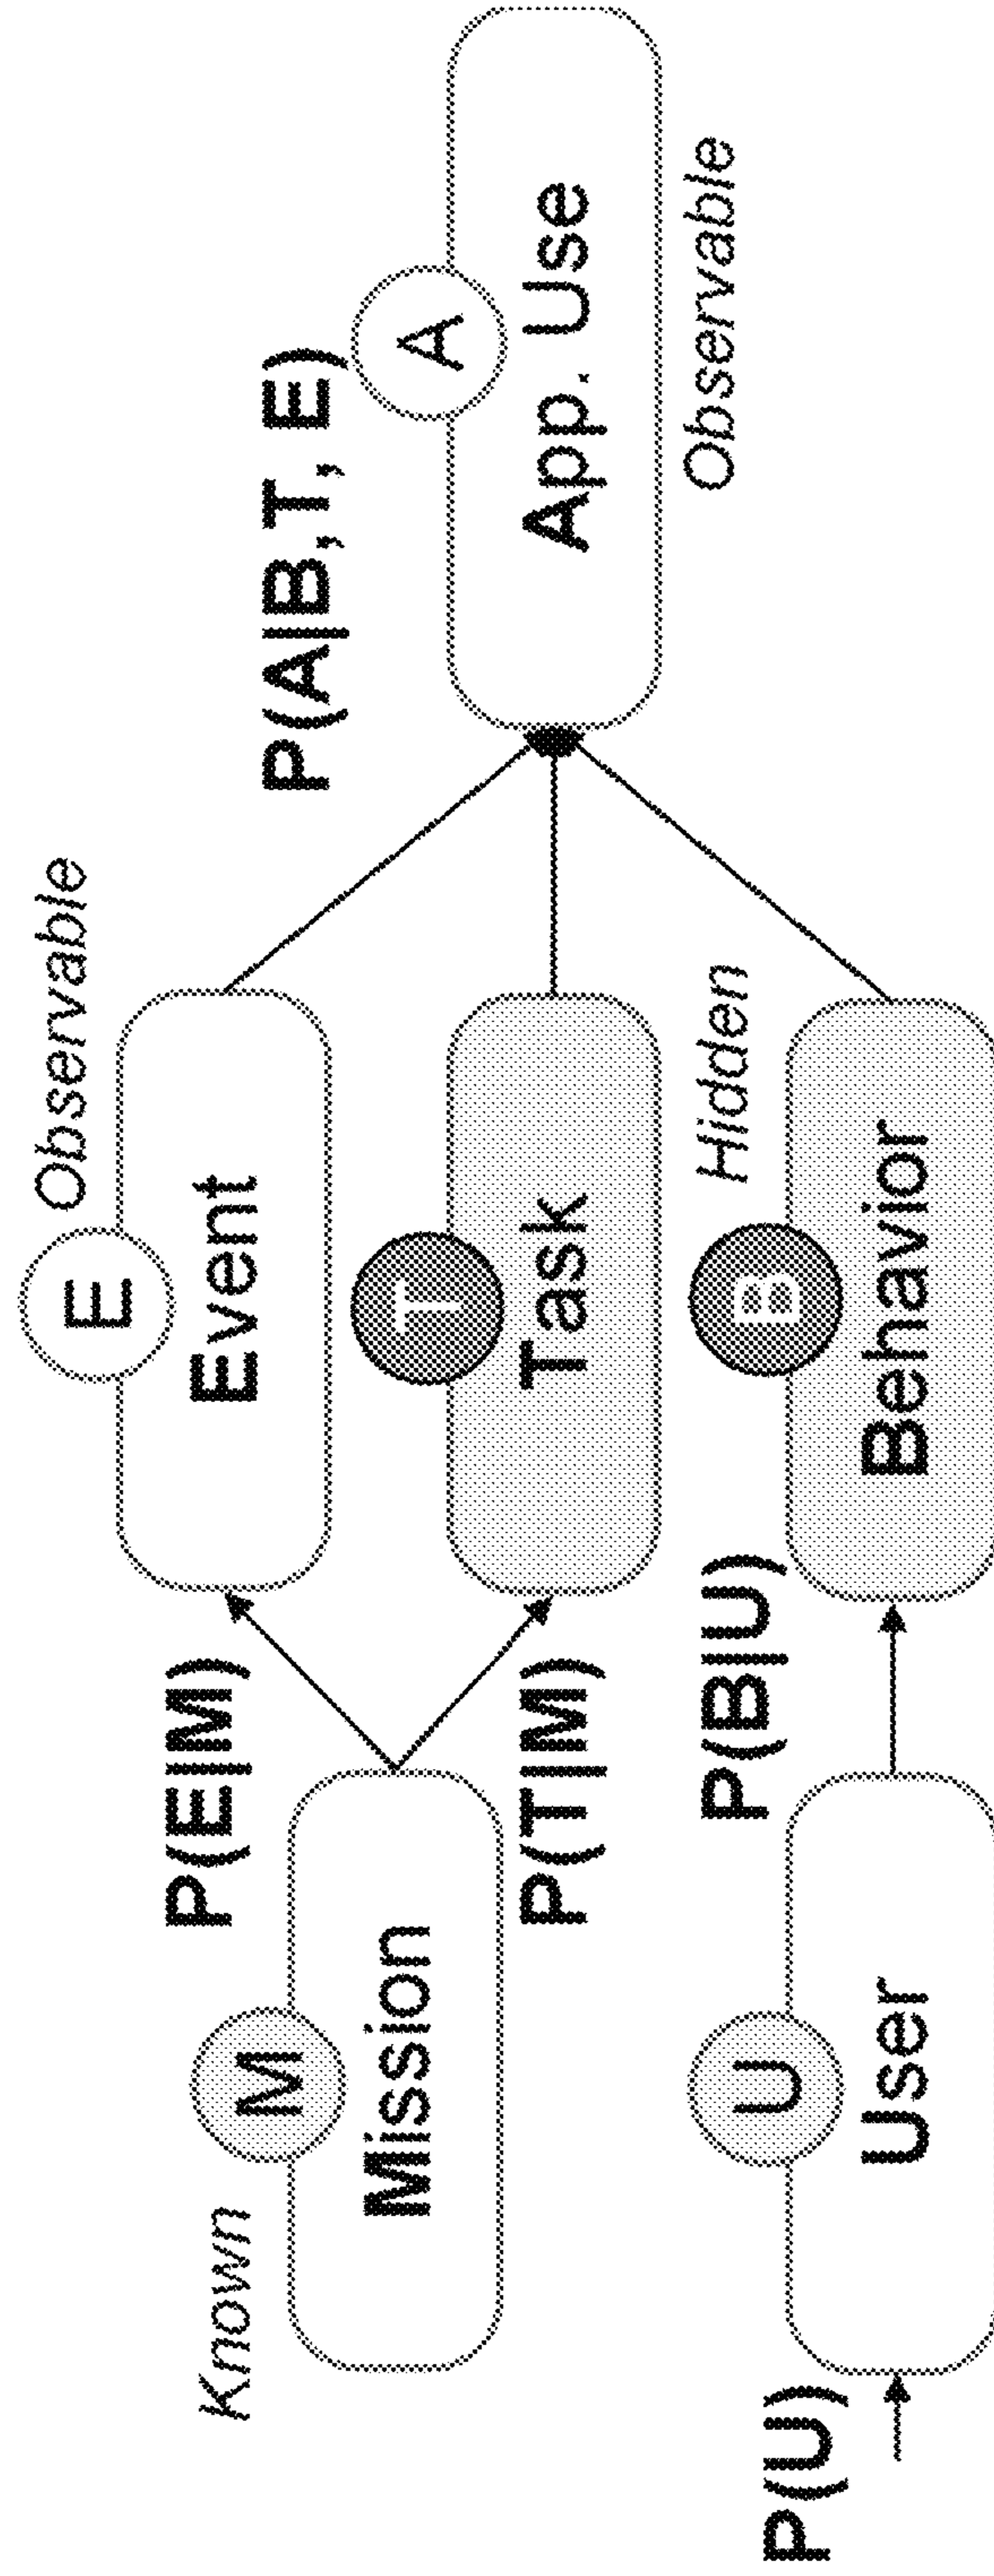 Known
M
Mission
P(E|M)
P(T|M)
E
Observable
Event
T
Task
P(U)
U
User
P(B|U)
B
Hidden
Behavior
P(A|B,T, E)
A
App. Use
Observable